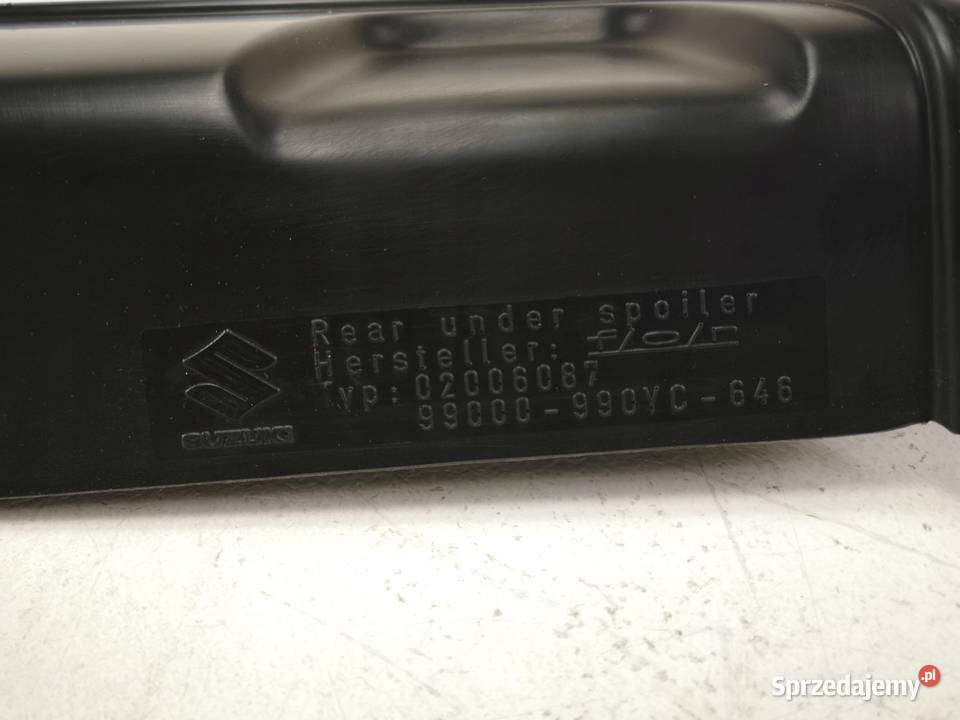 Rear under spoiler
Hersteller: h/o/n
Typ: 02006087
99000-990YC-646
SUZUKI
Sprzedajemy.pl